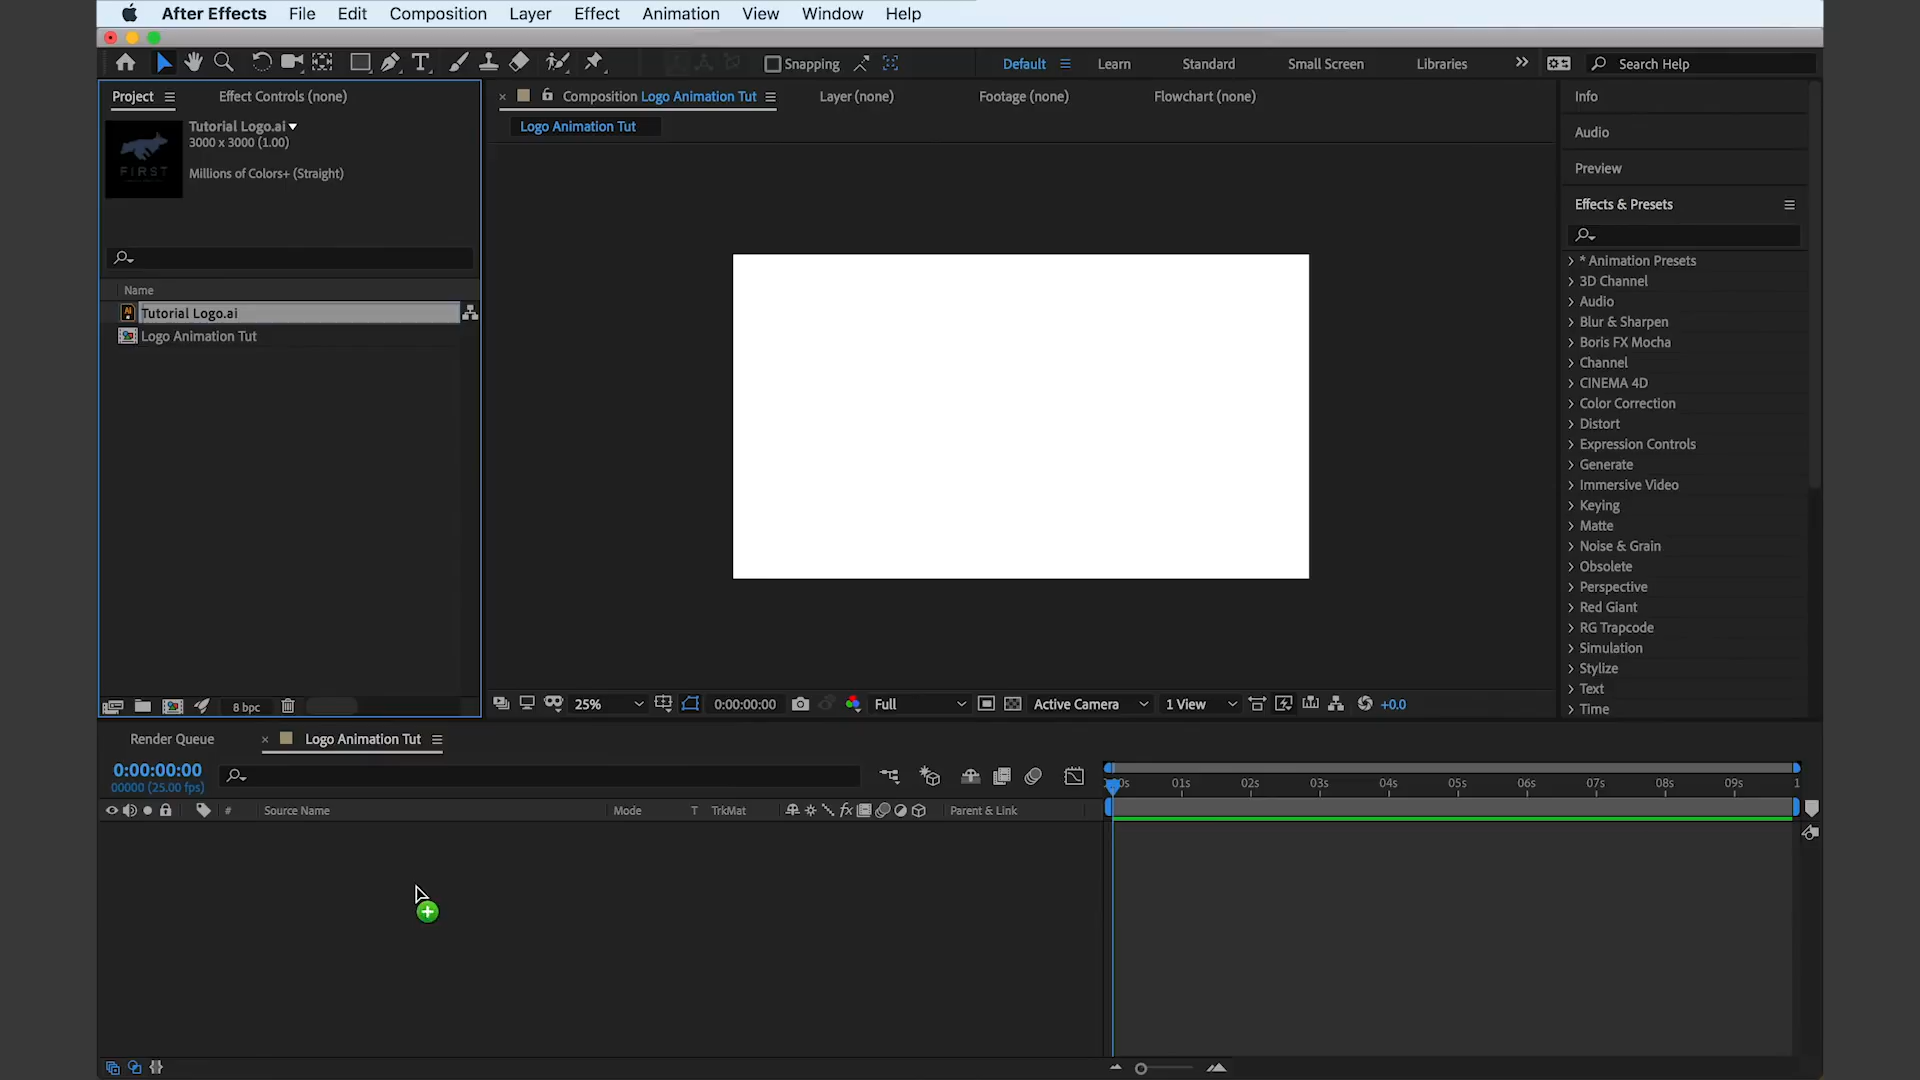 After Effects File Edit Composition Layer Effect Animation View Window Help
Snapping Default Learn Standard Small Screen Libraries Search Help
Project Effect Controls (none) Composition Logo Animation Tut Layer (none) Footage (none) Flowchart (none)
Logo Animation Tut
Tutorial Logo.ai
3000 x 3000 (1.00)
Millions of Colors+ (Straight)
FIRST
Name
Tutorial Logo.ai
Logo Animation Tut
8 bpc
25% 0:00:00:00 Full Active Camera 1 View +0.0
Info
Audio
Preview
Effects & Presets
* Animation Presets
3D Channel
Audio
Blur & Sharpen
Boris FX Mocha
Channel
CINEMA 4D
Color Correction
Distort
Expression Controls
Generate
Immersive Video
Keying
Matte
Noise & Grain
Obsolete
Perspective
Red Giant
RG Trapcode
Simulation
Stylize
Text
Time
Render Queue Logo Animation Tut
0:00:00:00
00000 (25.00 fps)
# Source Name Mode T TrkMat fx Parent & Link
01s 02s 03s 04s 05s 06s 07s 08s 09s 1